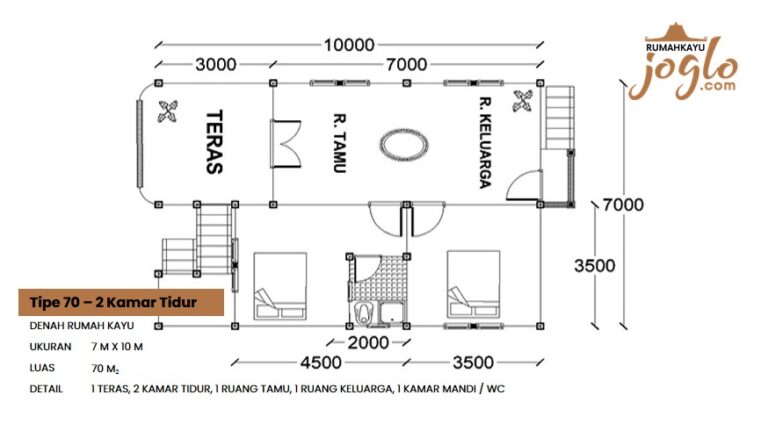 RUMAHKAYU
joglo
.com
10000
3000
7000
TERAS
R. TAMU
R. KELUARGA
7000
3500
2000
4500
3500
Tipe 70 – 2 Kamar Tidur
DENAH RUMAH KAYU
UKURAN 7 M X 10 M
LUAS 70 M₂
DETAIL 1 TERAS, 2 KAMAR TIDUR, 1 RUANG TAMU, 1 RUANG KELUARGA, 1 KAMAR MANDI / WC